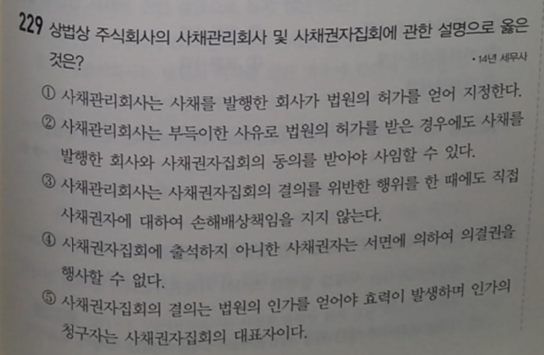 229 상법상 주식회사의 사채관리회사 및 사채권자집회에 관한 설명으로 옳은
것은?
• 14년 세무사
① 사채관리회사는 사채를 발행한 회사가 법원의 허가를 얻어 지정한다.
② 사채관리회사는 부득이한 사유로 법원의 허가를 받은 경우에도 사채를
발행한 회사와 사채권자집회의 동의를 받아야 사임할 수 있다.
③ 사채관리회사는 사채권자집회의 결의를 위반한 행위를 한 때에도 직접
사채권자에 대하여 손해배상책임을 지지 않는다.
④ 사채권자집회에 출석하지 아니한 사채권자는 서면에 의하여 의결권을
행사할 수 없다.
⑤ 사채권자집회의 결의는 법원의 인가를 얻어야 효력이 발생하며 인가의
청구자는 사채권자집회의 대표자이다.